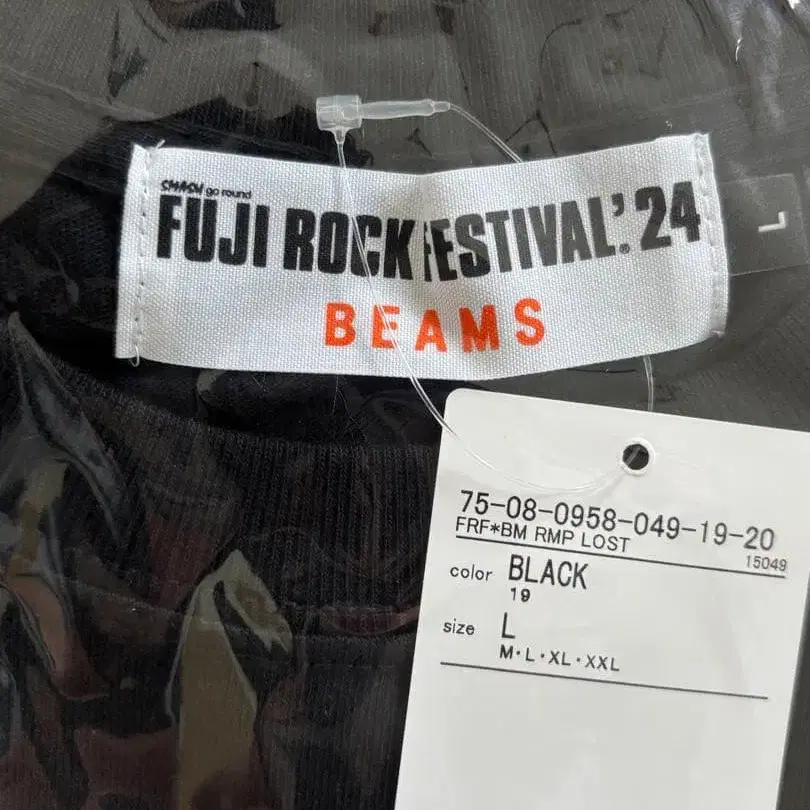 SMASH go round
FUJI ROCK FESTIVAL'.24
BEAMS
L
75-08-0958-049-19-20
FRF*BM RMP LOST
15049
color BLACK
19
size L
M・L・XL・XXL